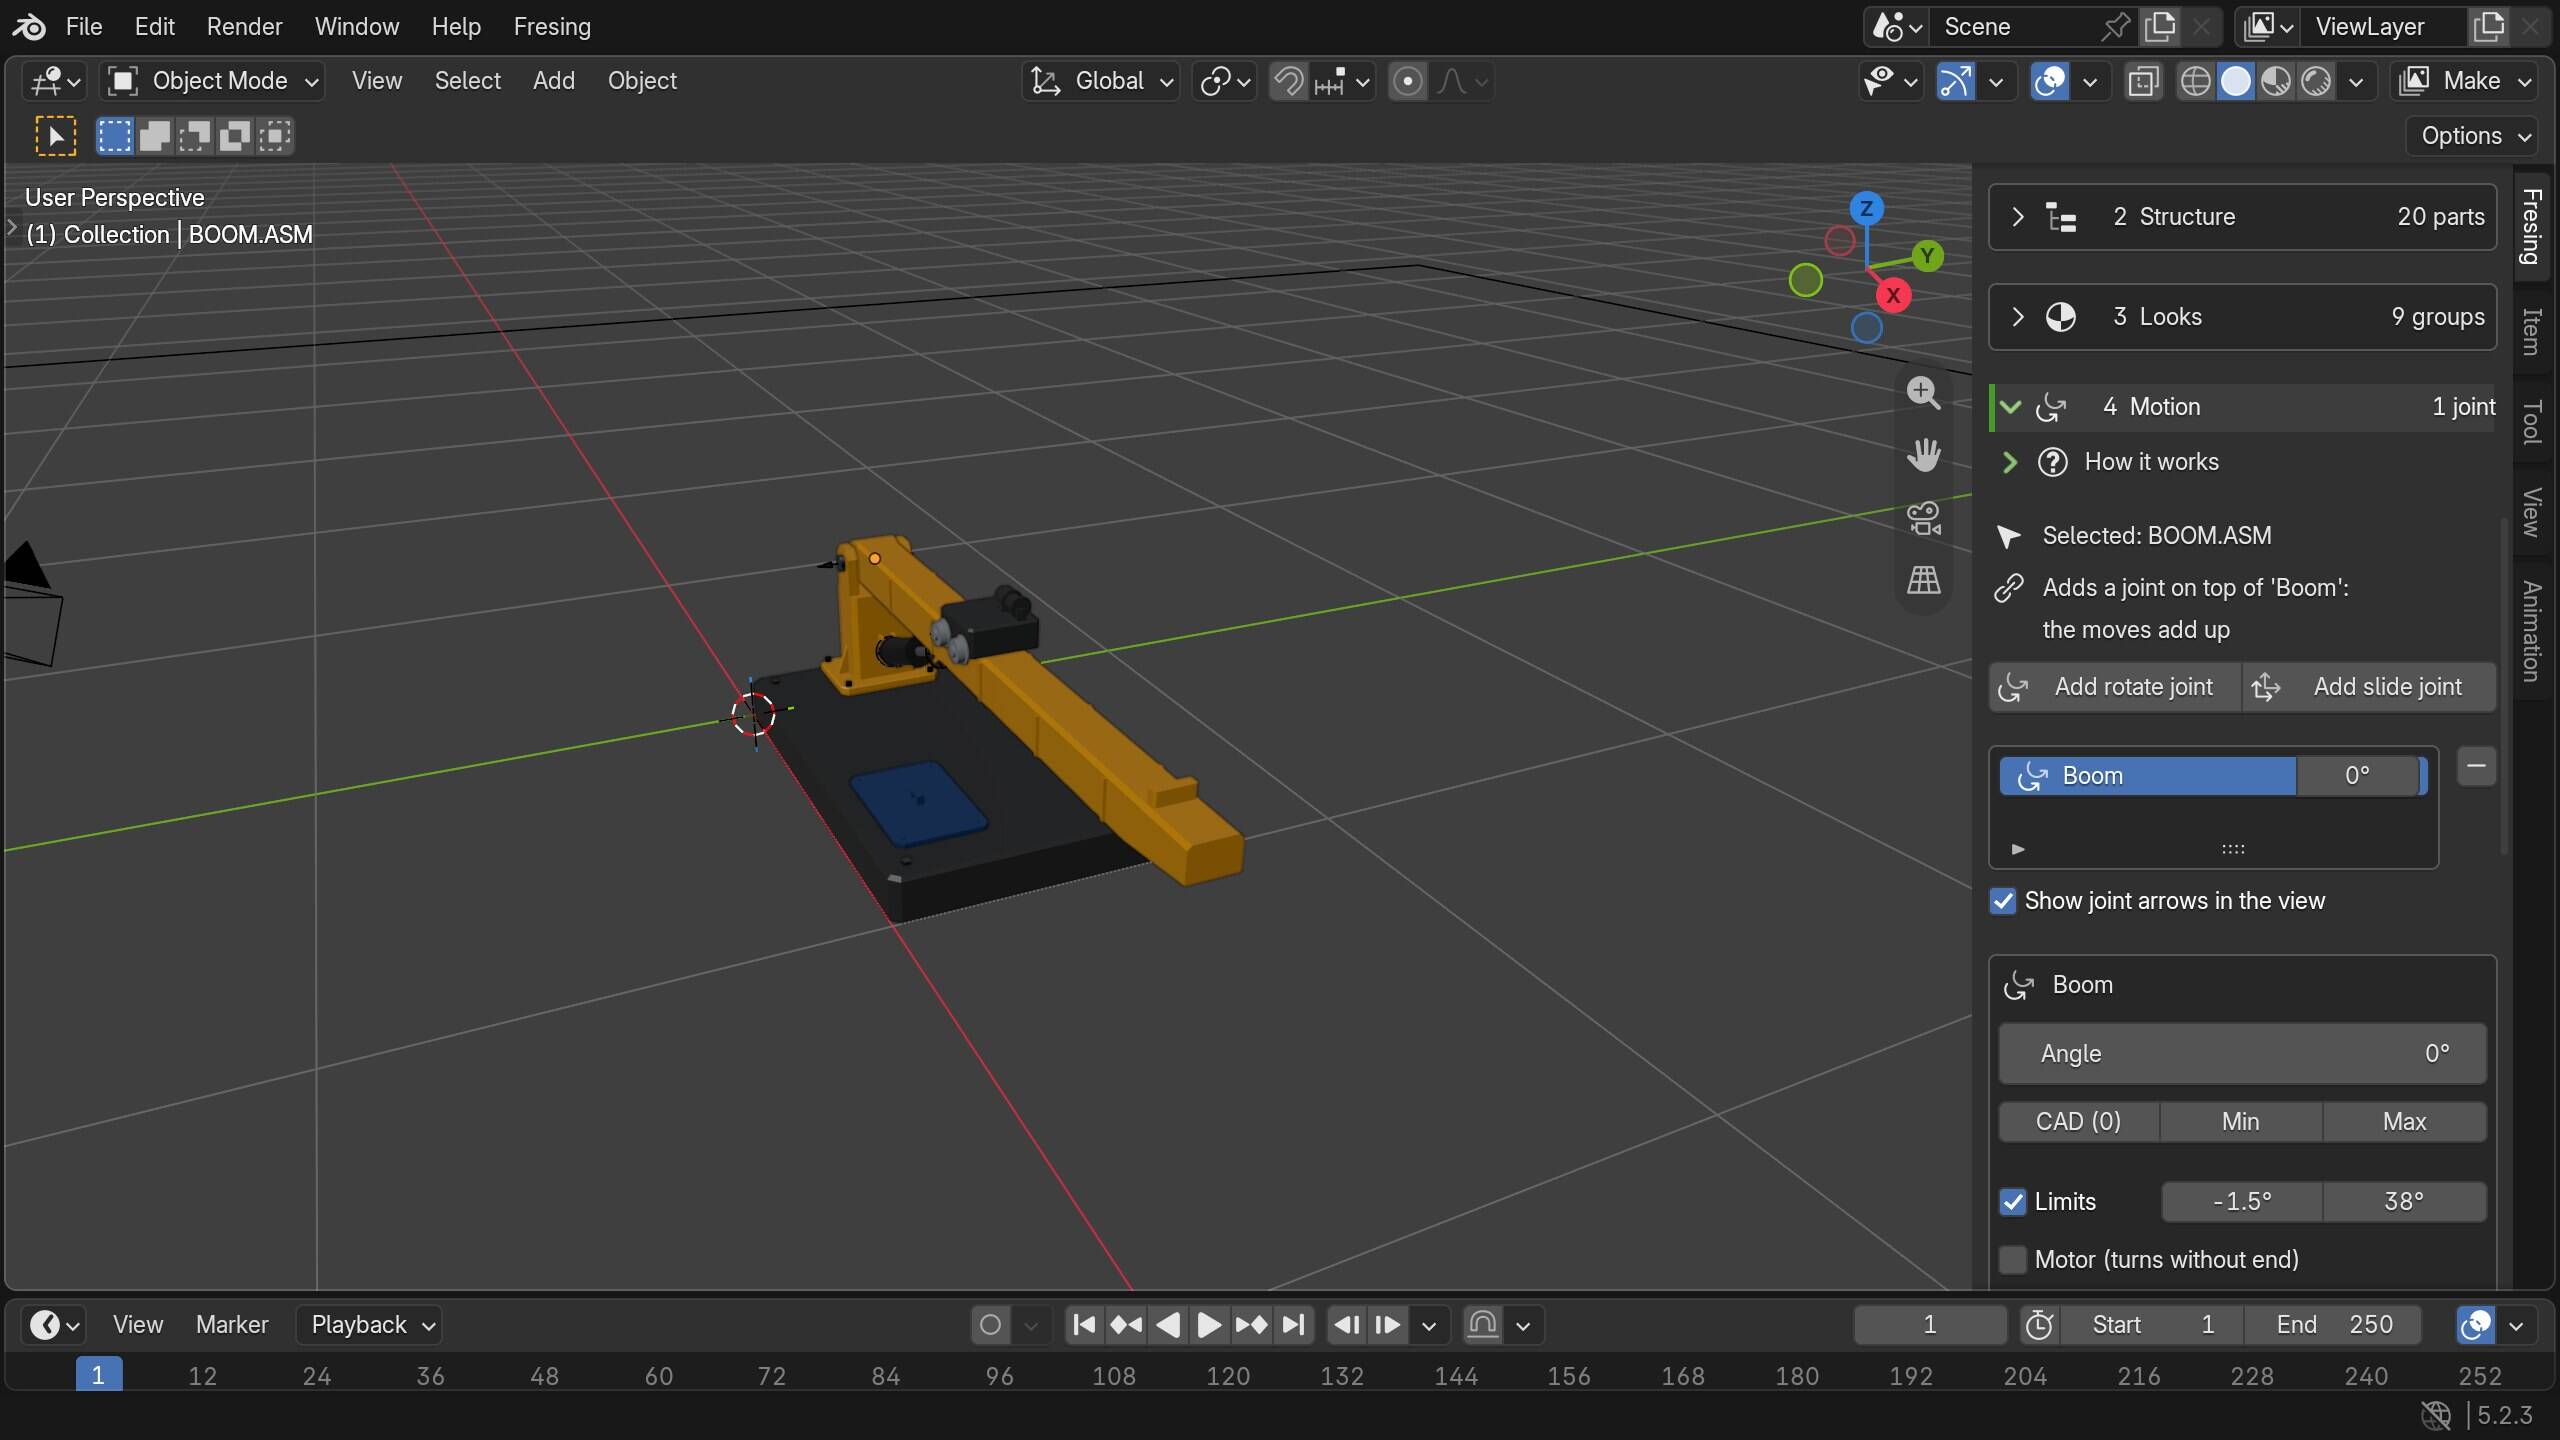 File Edit Render Window Help Fresing Scene ViewLayer
Object Mode View Select Add Object Global Make
Options
User Perspective
(1) Collection | BOOM.ASM
Z
Y
X
2 Structure 20 parts
3 Looks 9 groups
4 Motion 1 joint
How it works
Selected: BOOM.ASM
Adds a joint on top of 'Boom':
the moves add up
Add rotate joint Add slide joint
Boom 0°
Show joint arrows in the view
Boom
Angle 0°
CAD (0) Min Max
Limits -1.5° 38°
Motor (turns without end)
Fresing
Item
Tool
View
Animation
View Marker Playback 1 Start 1 End 250
1 12 24 36 48 60 72 84 96 108 120 132 144 156 168 180 192 204 216 228 240 252
5.2.3